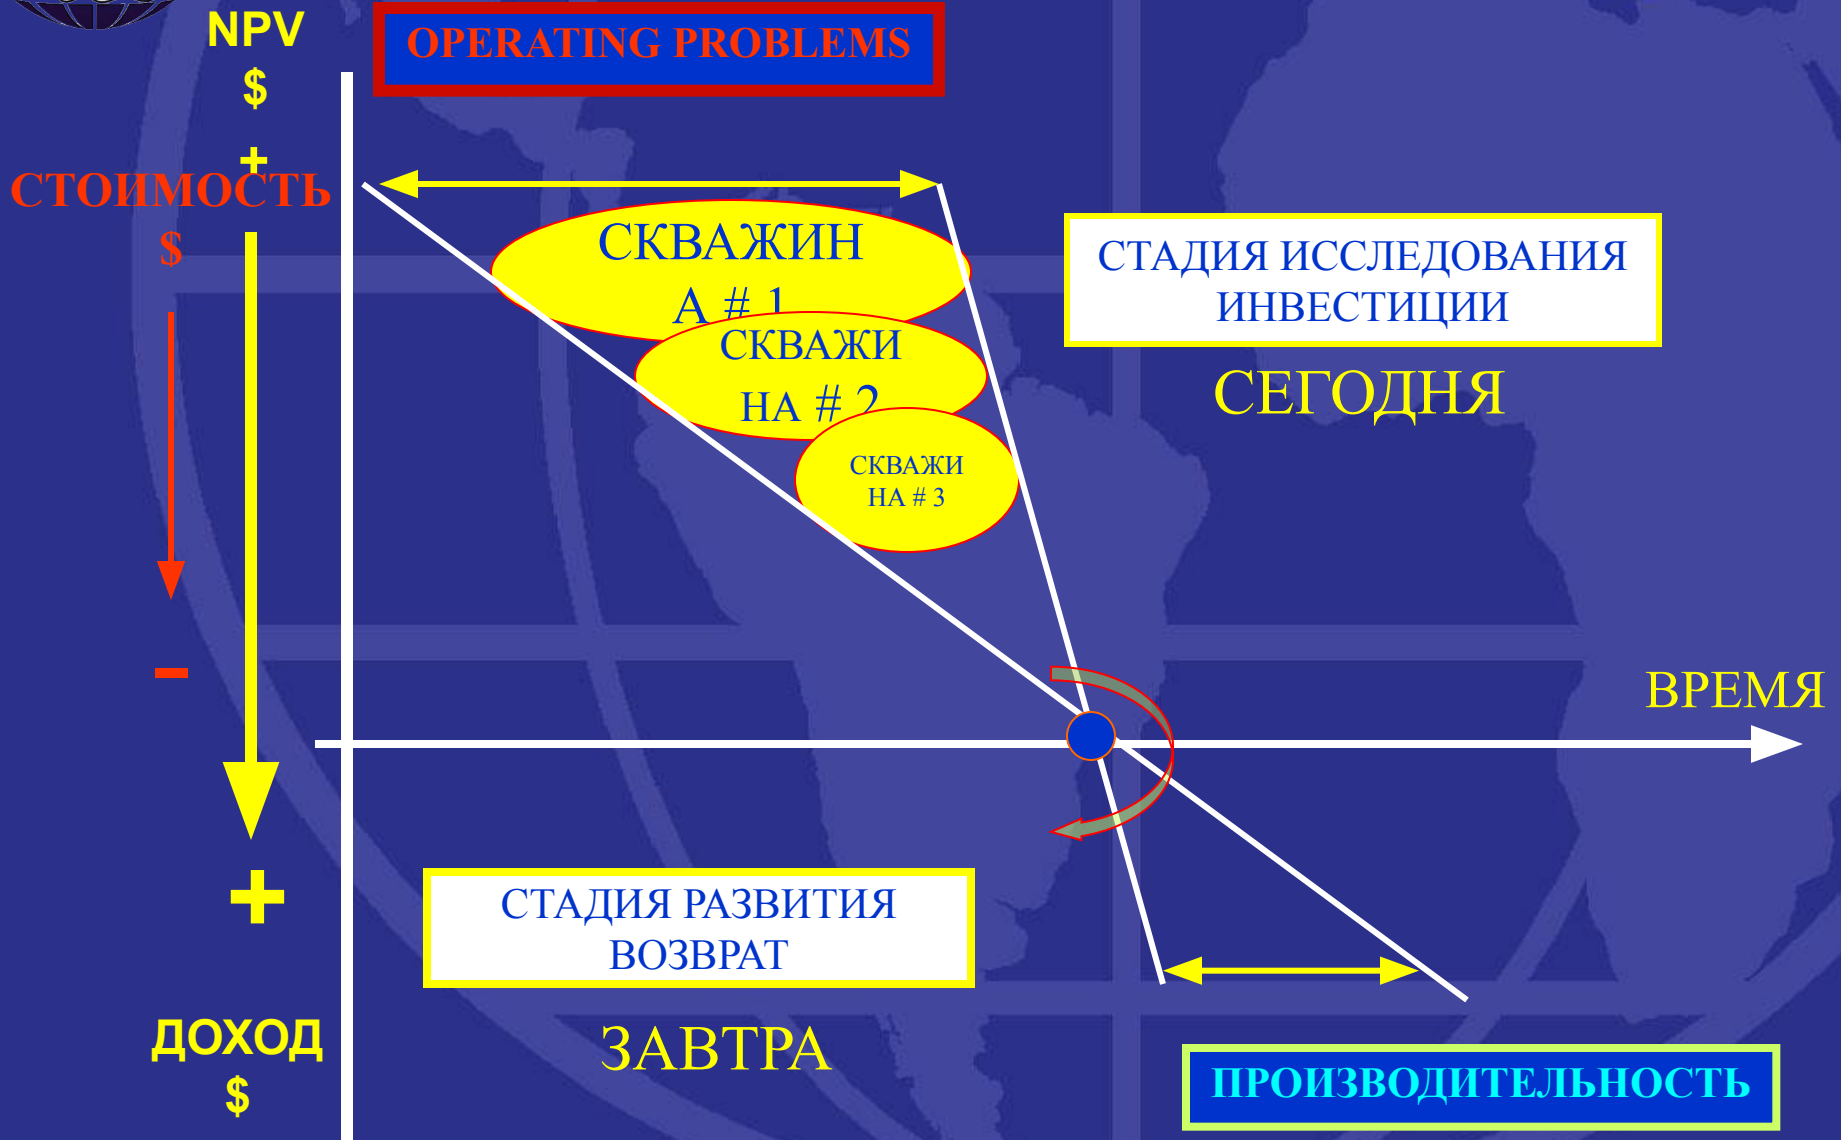 NPV
$
+
OPERATING PROBLEMS
СТОИМОСТЬ
$
СКВАЖИН
А # 1
СКВАЖИ
НА # 2
СКВАЖИ
НА # 3
СТАДИЯ ИССЛЕДОВАНИЯ
ИНВЕСТИЦИИ
СЕГОДНЯ
-
ВРЕМЯ
+
СТАДИЯ РАЗВИТИЯ
ВОЗВРАТ
ДОХОД
$
ЗАВТРА
ПРОИЗВОДИТЕЛЬНОСТЬ